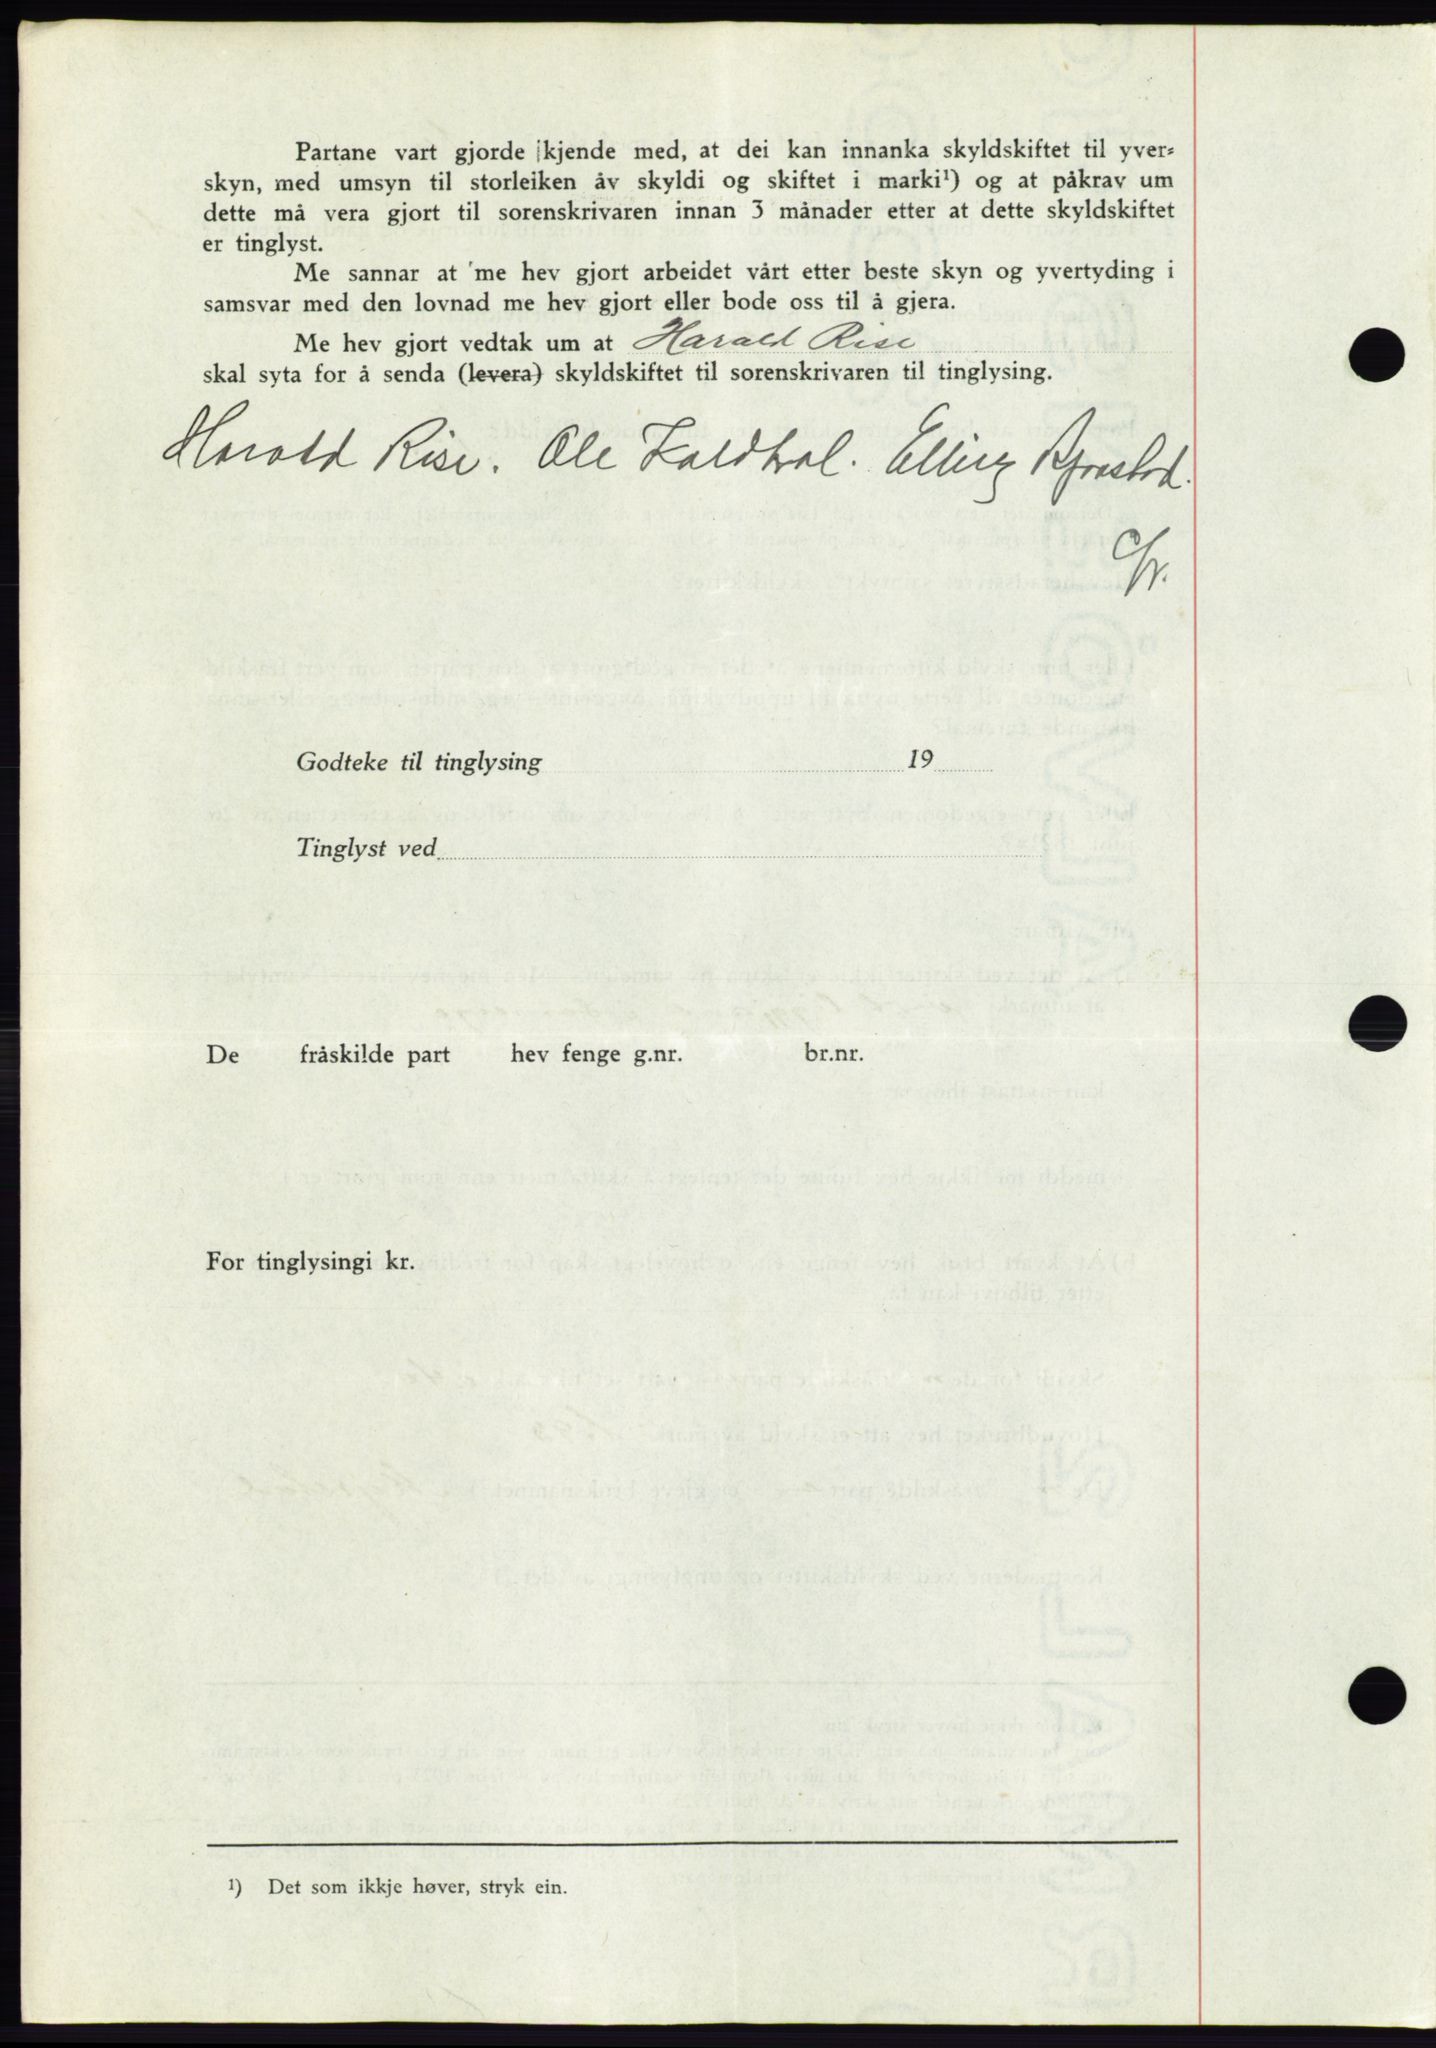 Partane vart gjorde kjende med, at dei kan innanka skyldskiftet til yver=
skyn, med umsyn til storleiken åv skyldi og skiftet i marki¹) og at påkrav um
dette må vera gjort til sorenskrivaren innan 3 månader etter at dette skyldskiftet
er tinglyst.
Me sannar at me hev gjort arbeidet vårt etter beste skyn og yvertyding i
samsvar med den lovnad me hev gjort eller bode oss til å gjera.
Me hev gjort vedtak um at Harald Rise
skal syta for å senda (levera) skyldskiftet til sorenskrivaren til tinglysing.
Harald Rise. Ole Elling
Godteke til tinglysing 19
Tinglyst ved
De fråskilde part hev fenge g.nr. br.nr.
For tinglysingi kr.
¹) Det som ikkje høver, stryk ein.